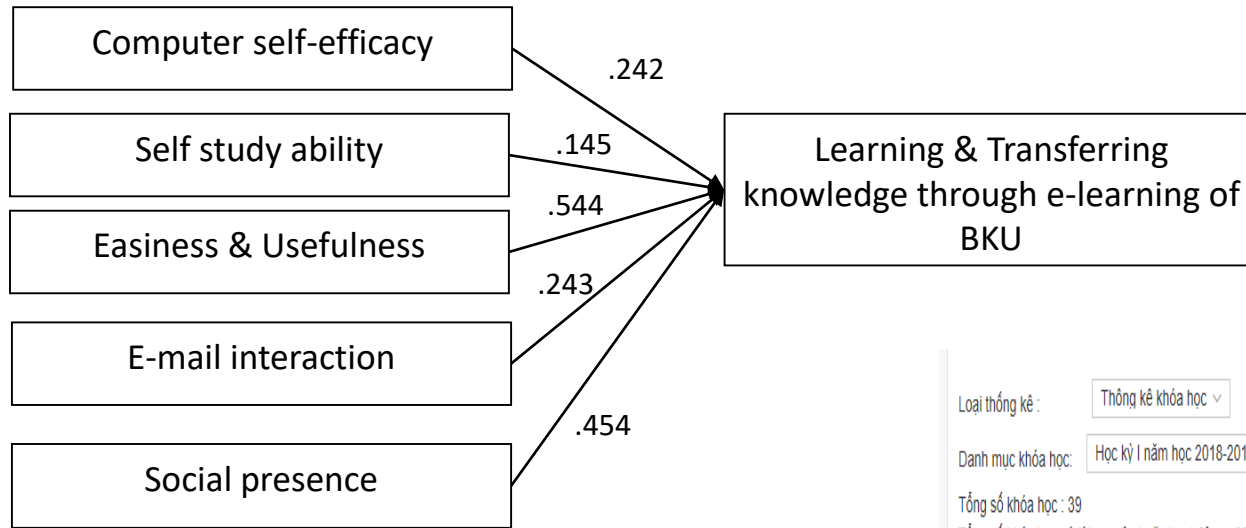 Computer self-efficacy
.242
Self study ability
.145
Easiness & Usefulness
.544
E-mail interaction
.243
Social presence
.454
Learning & Transferring
knowledge through e-learning of
BKU
Loại thống kê : Thống kê khóa học
Danh mục khóa học: Học kỳ I năm học 2018-201
Tổng số khóa học : 39